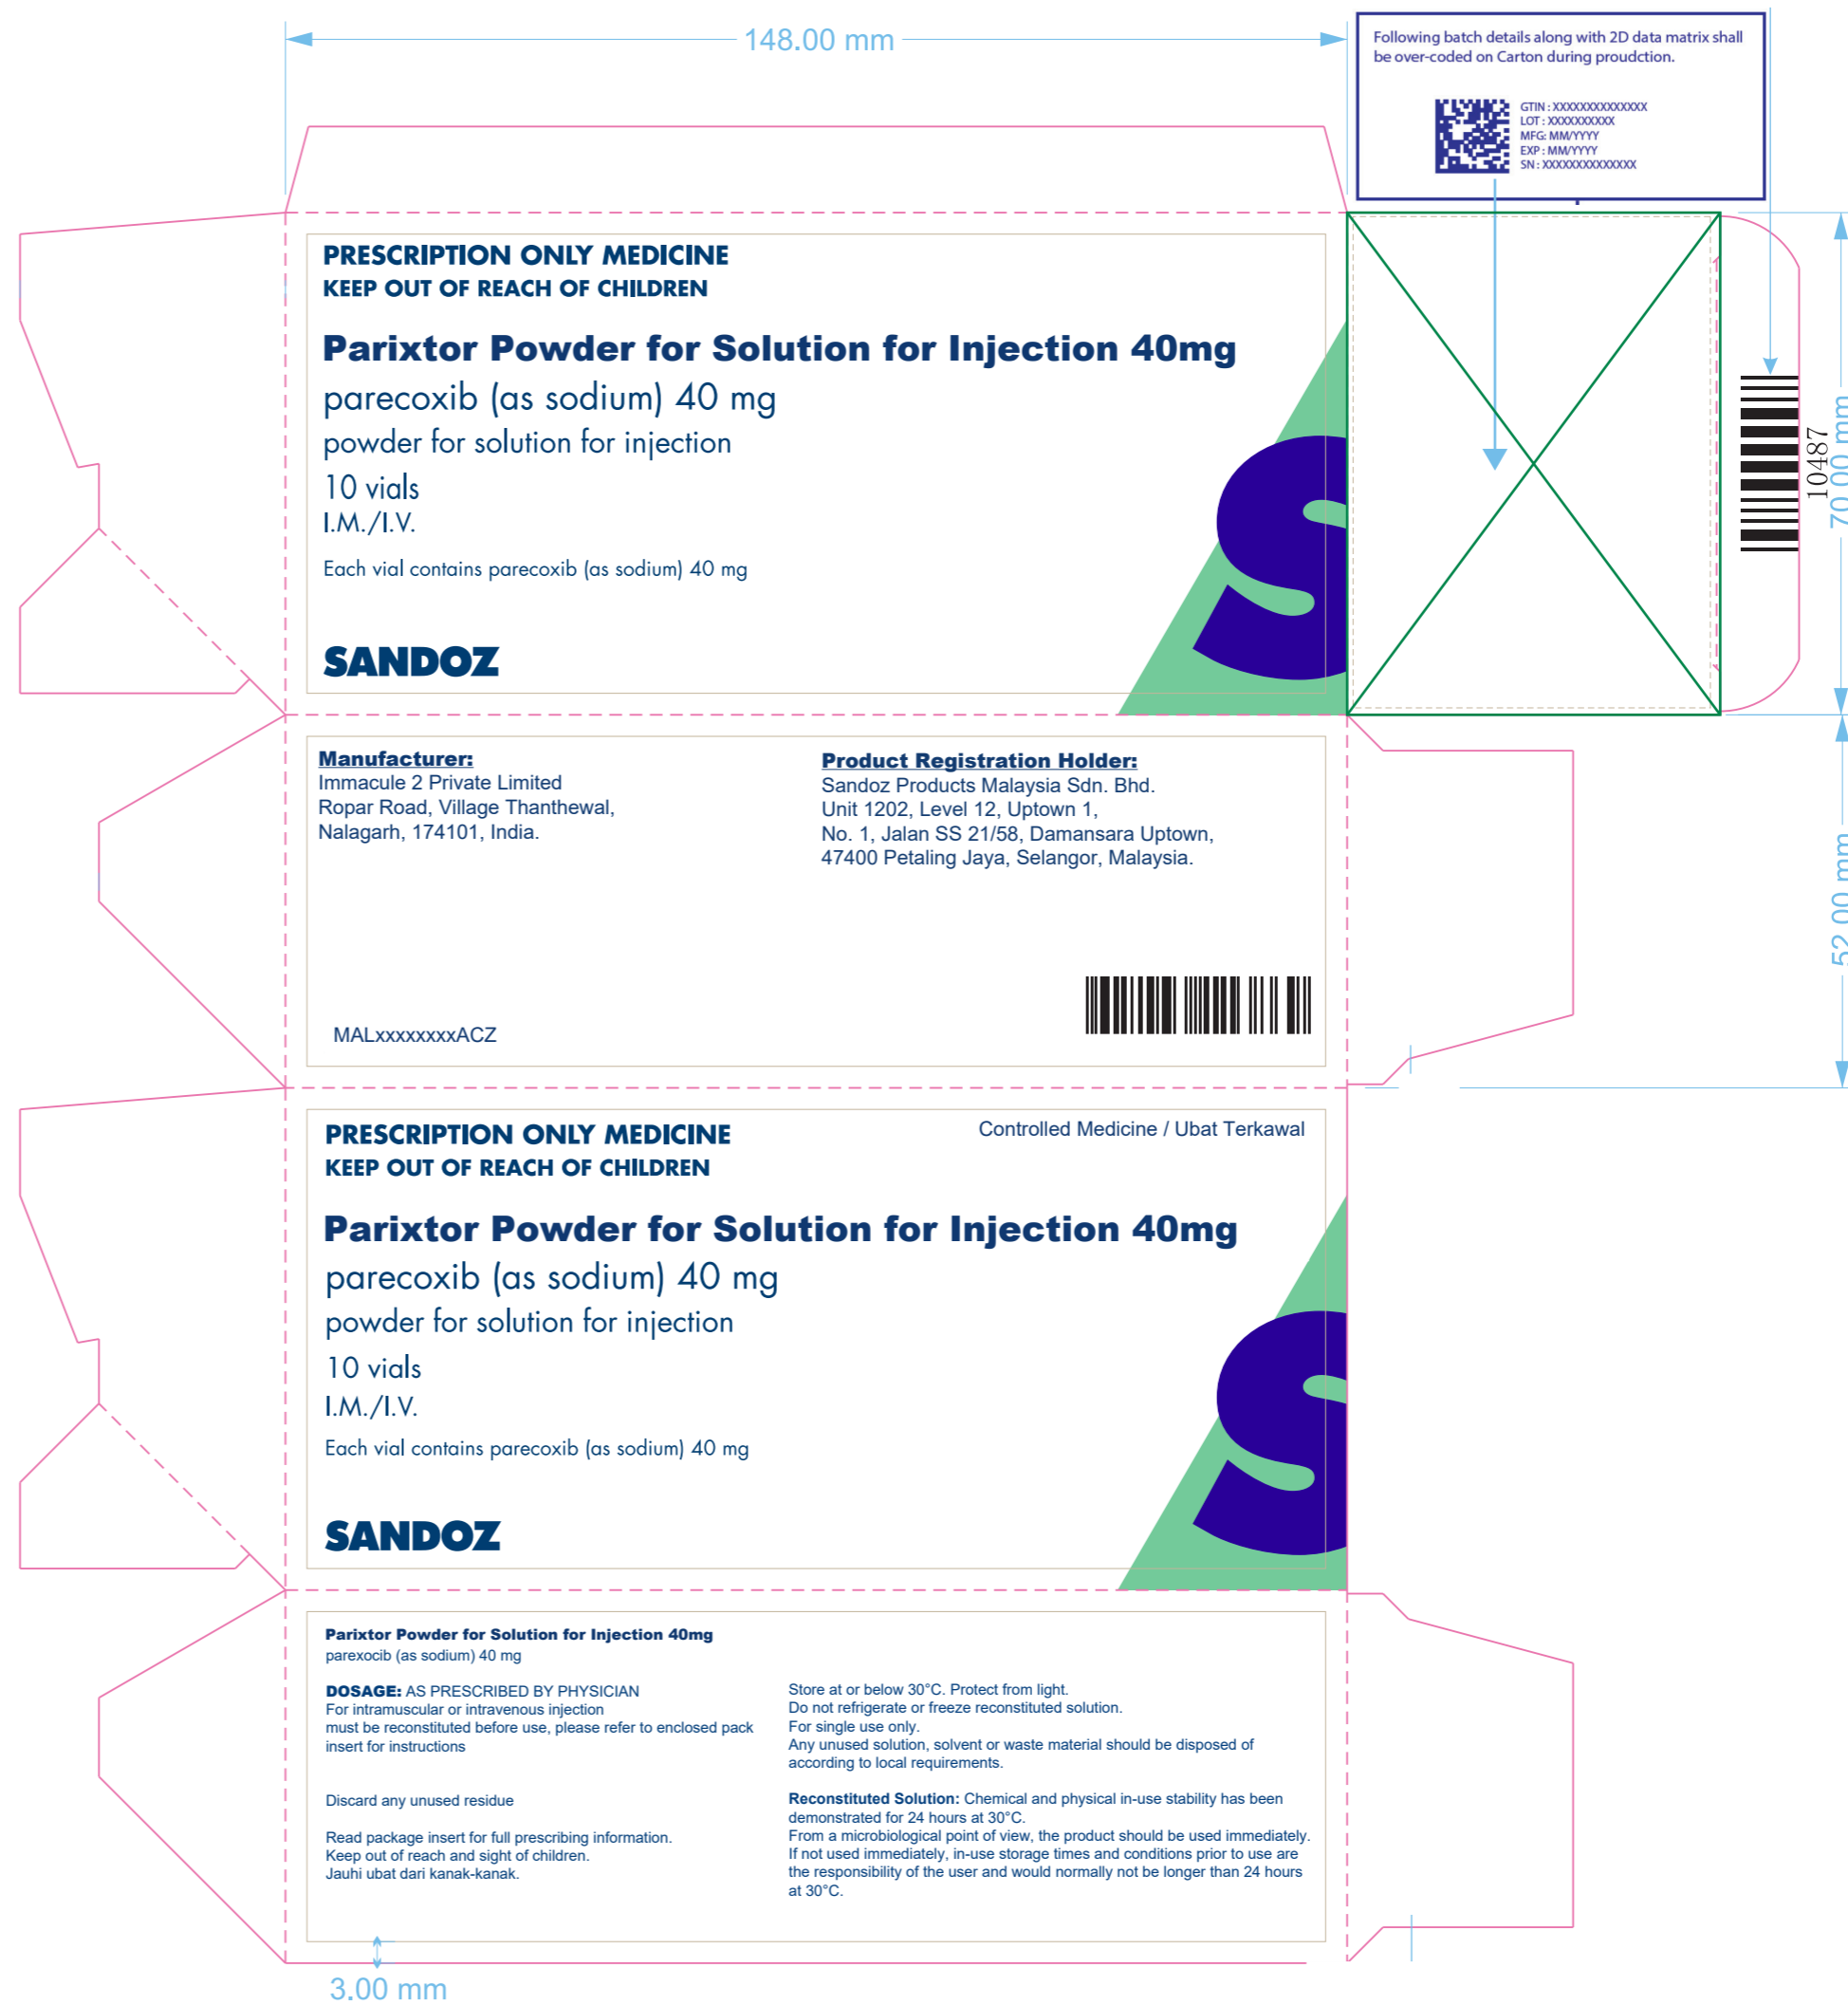 148.00 mm
Following batch details along with 2D data matrix shall
be over-coded on Carton during proudction.
GTIN : XXXXXXXXXXXXXX
LOT : XXXXXXXXXX
MFG: MM/YYYY
EXP : MM/YYYY
SN : XXXXXXXXXXXXXX
PRESCRIPTION ONLY MEDICINE
KEEP OUT OF REACH OF CHILDREN
Parixtor Powder for Solution for Injection 40mg
parecoxib (as sodium) 40 mg
powder for solution for injection
10 vials
I.M./I.V.
Each vial contains parecoxib (as sodium) 40 mg
SANDOZ
S
10487
70.00 mm
Manufacturer:
Immacule 2 Private Limited
Ropar Road, Village Thanthewal,
Nalagarh, 174101, India.
MALxxxxxxxxACZ
Product Registration Holder:
Sandoz Products Malaysia Sdn. Bhd.
Unit 1202, Level 12, Uptown 1,
No. 1, Jalan SS 21/58, Damansara Uptown,
47400 Petaling Jaya, Selangor, Malaysia.
52.00 mm
PRESCRIPTION ONLY MEDICINE
KEEP OUT OF REACH OF CHILDREN
Controlled Medicine / Ubat Terkawal
Parixtor Powder for Solution for Injection 40mg
parecoxib (as sodium) 40 mg
powder for solution for injection
10 vials
I.M./I.V.
Each vial contains parecoxib (as sodium) 40 mg
SANDOZ
S
Parixtor Powder for Solution for Injection 40mg
parexocib (as sodium) 40 mg
DOSAGE: AS PRESCRIBED BY PHYSICIAN
For intramuscular or intravenous injection
must be reconstituted before use, please refer to enclosed pack
insert for instructions
Discard any unused residue
Read package insert for full prescribing information.
Keep out of reach and sight of children.
Jauhi ubat dari kanak-kanak.
Store at or below 30°C. Protect from light.
Do not refrigerate or freeze reconstituted solution.
For single use only.
Any unused solution, solvent or waste material should be disposed of
according to local requirements.
Reconstituted Solution: Chemical and physical in-use stability has been
demonstrated for 24 hours at 30°C.
From a microbiological point of view, the product should be used immediately.
If not used immediately, in-use storage times and conditions prior to use are
the responsibility of the user and would normally not be longer than 24 hours
at 30°C.
3.00 mm